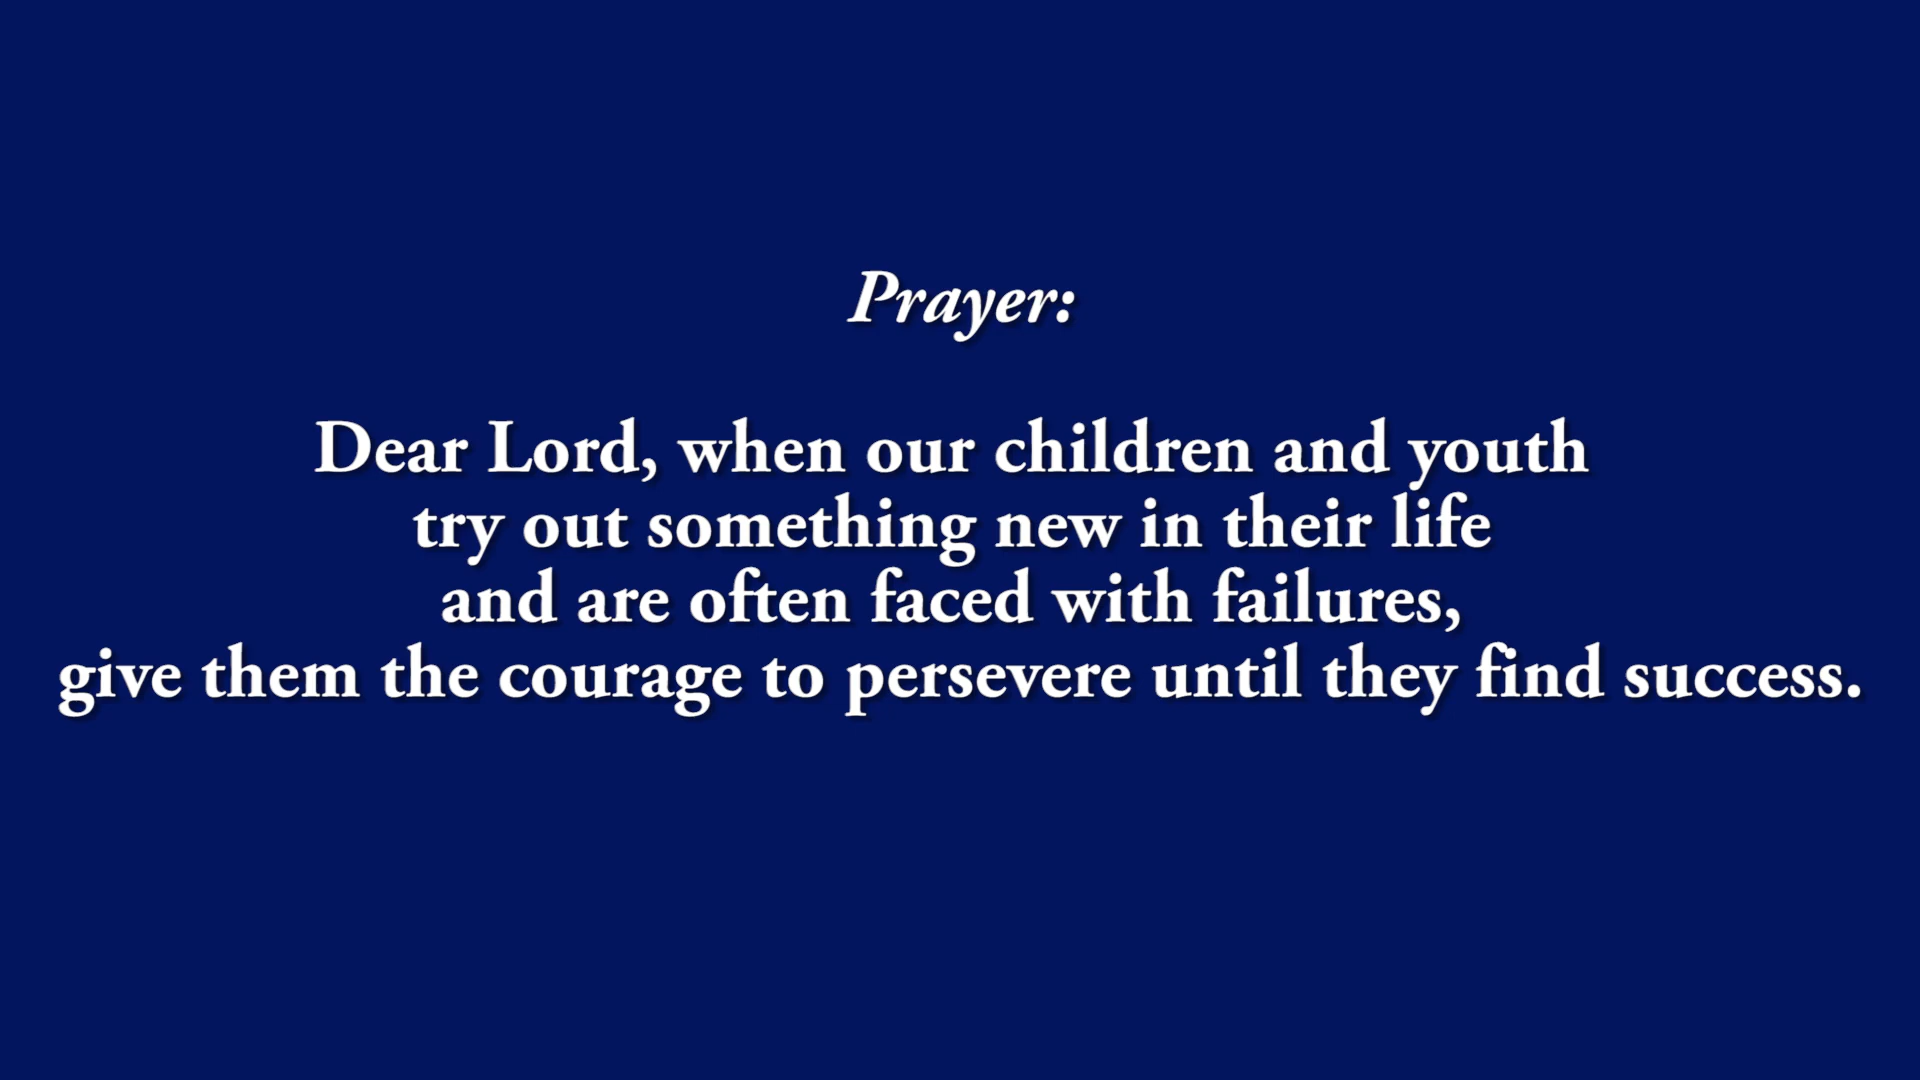 Prayer:
Dear Lord, when our children and youth
try out something new in their life
and are often faced with failures,
give them the courage to persevere until they find success.